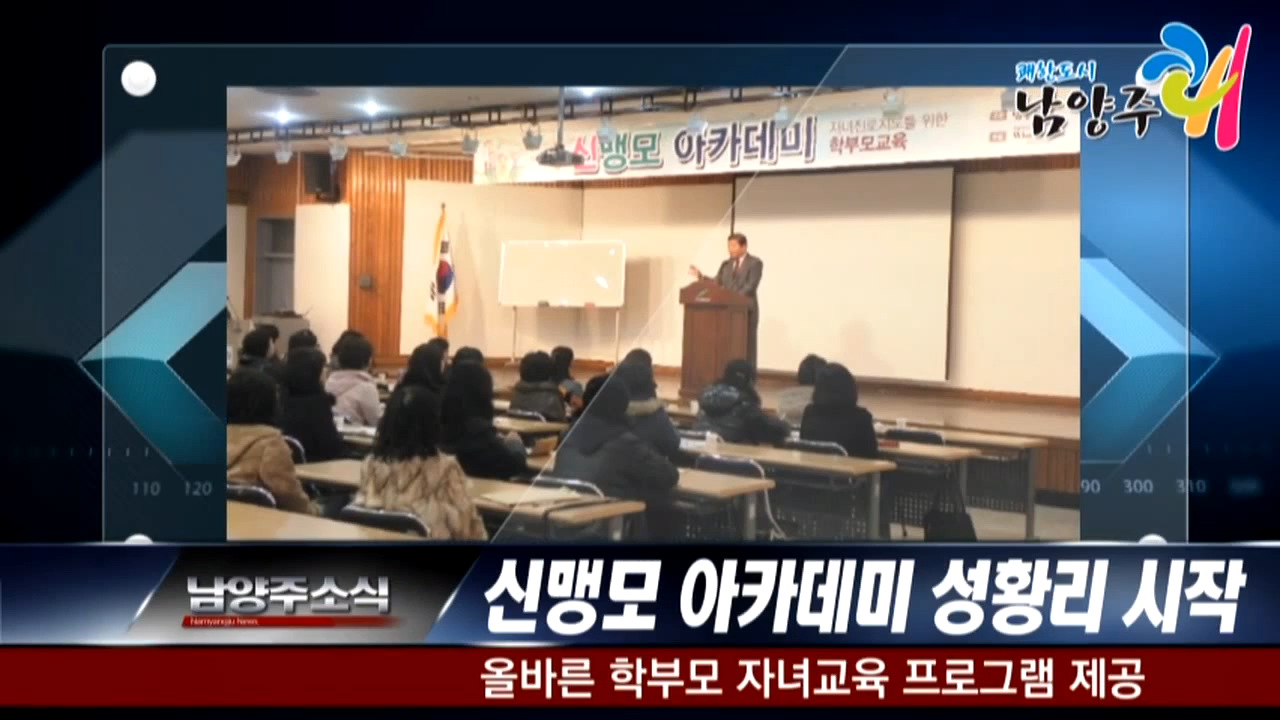 쾌한도시
남양주
신맹모 아카데미
자녀진로지도를 위한
학부모교육
110 120
90 300 310
남양주소식
Namyangju News
신맹모 아카데미 성황리 시작
올바른 학부모 자녀교육 프로그램 제공